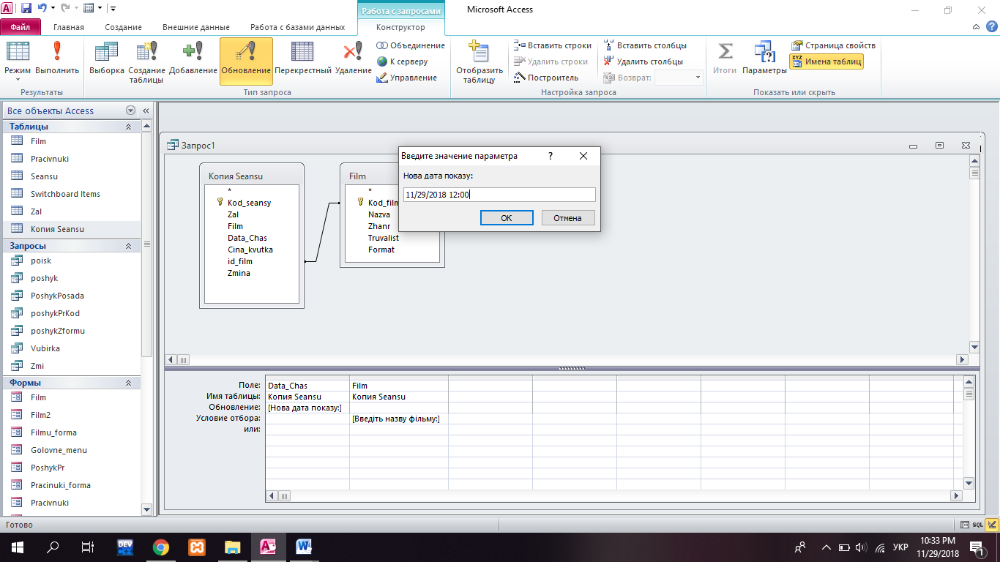 Работа с запросами
Microsoft Access
Файл
Главная
Создание
Внешние данные
Работа с базами данных
Конструктор
Режим
Выполнить
Выборка
Создание таблицы
Добавление
Обновление
Перекрестный
Удаление
Объединение
К серверу
Управление
Отобразить таблицу
Вставить строки
Удалить строки
Построитель
Вставить столбцы
Удалить столбцы
Возврат:
Итоги
Параметры
Страница свойств
Имена таблиц
Результаты
Тип запроса
Настройка запроса
Показать или скрыть
Все объекты Access
Таблицы
Film
Pracivnuki
Seansu
Switchboard Items
Zal
Копия Seansu
Запросы
poisk
poshyk
PoshykPosada
poshykPrKod
poshykZformu
Vubirka
Zmi
Формы
Film
Film2
Filmu_forma
Golovne_menu
PoshykPr
Pracinuki_forma
Pracivnuki
Запрос1
Копия Seansu
*
Kod_seansy
Zal
Film
Data_Chas
Cina_kvutka
id_film
Zmina
Film
*
Kod_film
Nazva
Zhanr
Truvalist
Format
Введите значение параметра
?
Нова дата показу:
11/29/2018 12:00
ОК
Отмена
Поле: Data_Chas Film
Имя таблицы: Копия Seansu Копия Seansu
Обновление: [Нова дата показу:]
Условие отбора: [Введіть назву фільму:]
или:
Готово
SQL
DEV
УКР
10:33 PM
11/29/2018
1